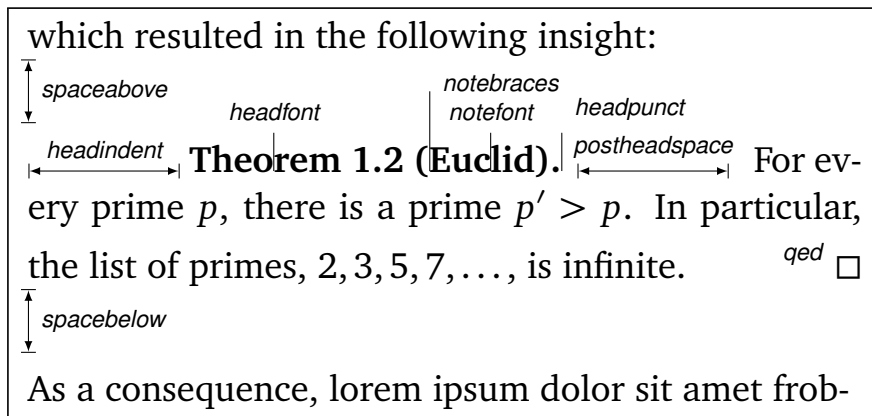 which resulted in the following insight:
spaceabove
notebraces
headfont notefont headpunct
headindent Theorem 1.2 (Euclid). postheadspace For ev-
ery prime p, there is a prime p′ > p. In particular,
the list of primes, 2, 3, 5, 7, . . . , is infinite. qed □
spacebelow
As a consequence, lorem ipsum dolor sit amet frob-